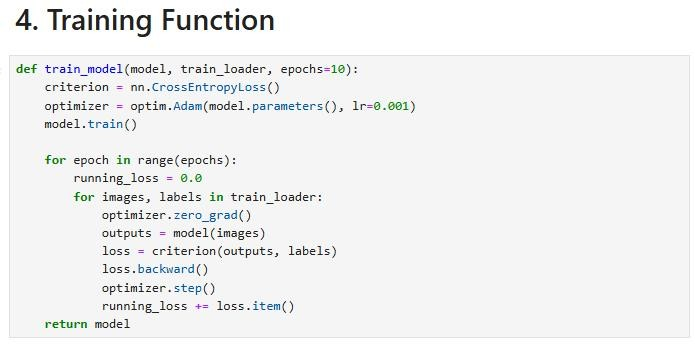 4. Training Function
def train_model(model, train_loader, epochs=10):
    criterion = nn.CrossEntropyLoss()
    optimizer = optim.Adam(model.parameters(), lr=0.001)
    model.train()

    for epoch in range(epochs):
        running_loss = 0.0
        for images, labels in train_loader:
            optimizer.zero_grad()
            outputs = model(images)
            loss = criterion(outputs, labels)
            loss.backward()
            optimizer.step()
            running_loss += loss.item()
    return model